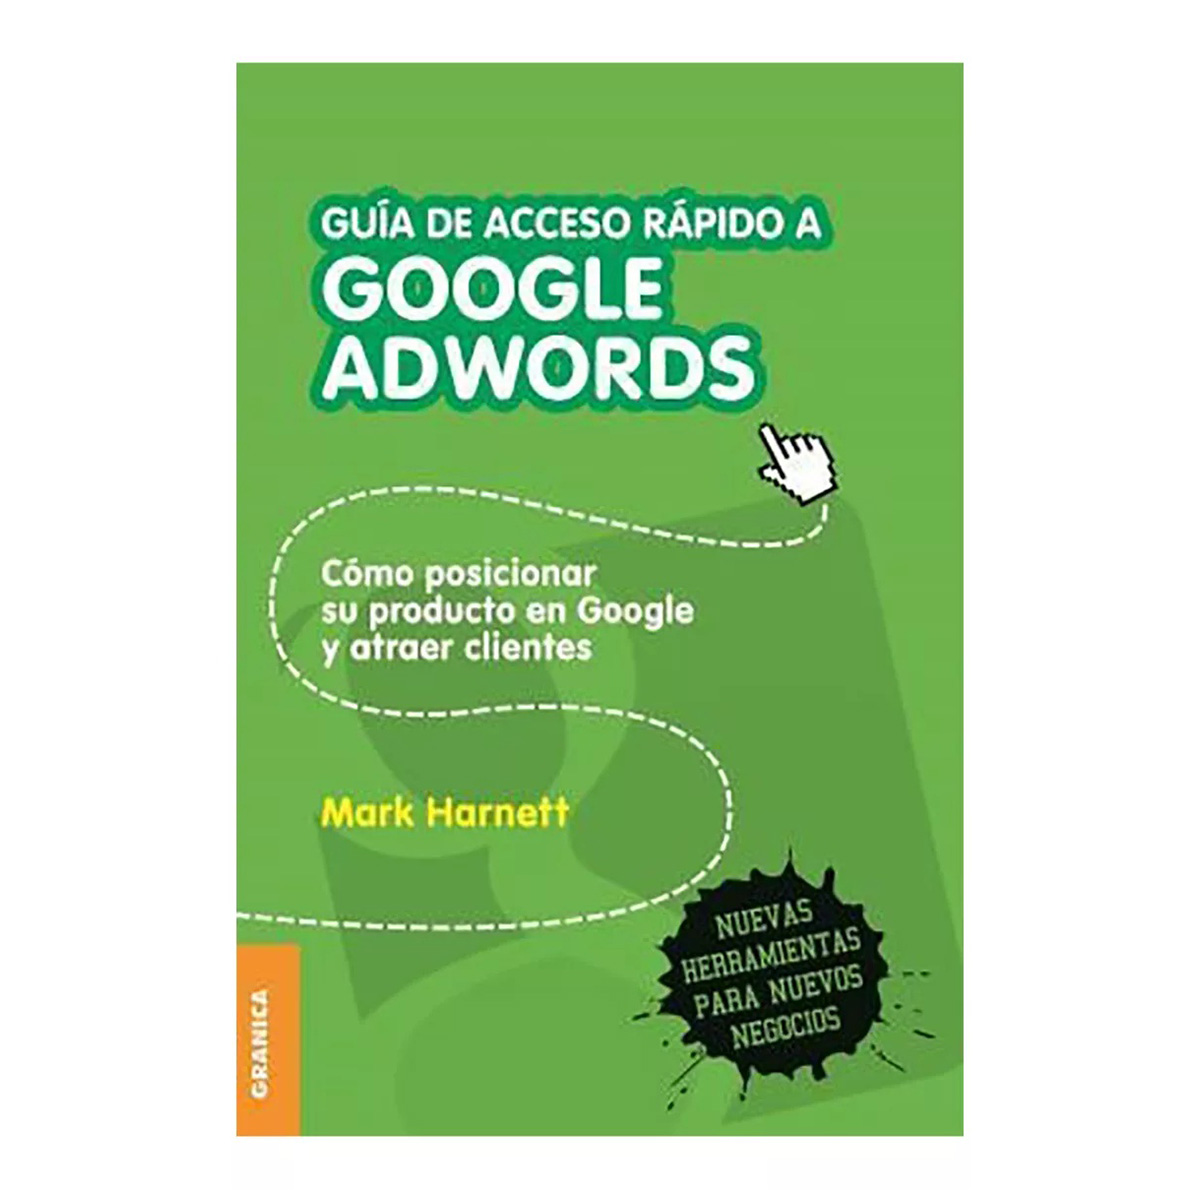 GUÍA DE ACCESO RÁPIDO A
GOOGLE
ADWORDS
Cómo posicionar
su producto en Google
y atraer clientes
Mark Harnett
NUEVAS
HERRAMIENTAS
PARA NUEVOS
NEGOCIOS
GRANICA